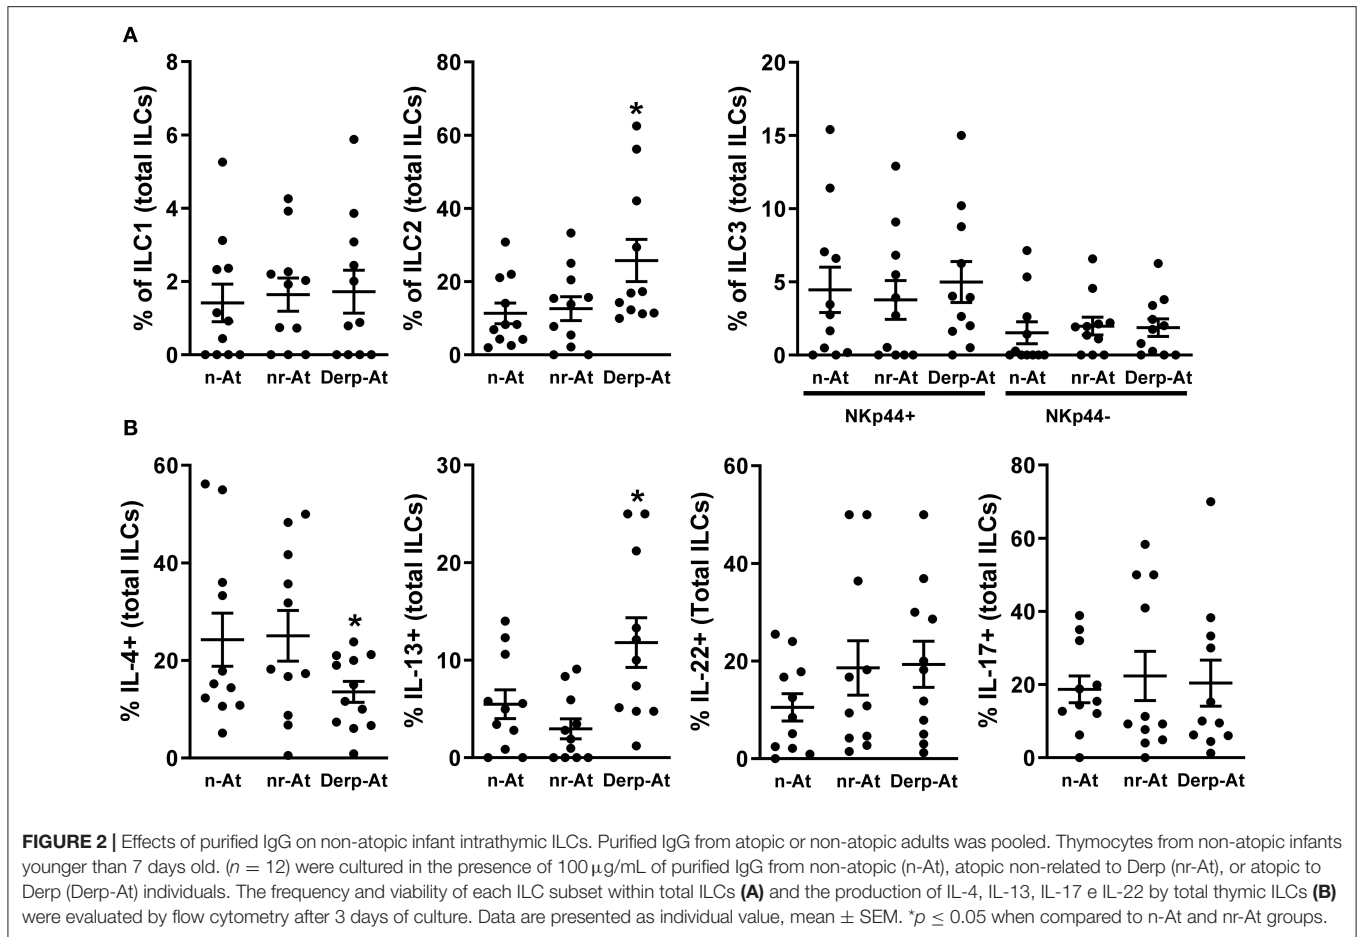 A
8
6
4
2
0
% of ILC1 (total ILCs)
n-At nr-At Derp-At
80
60
40
20
0
% of ILC2 (total ILCs)
*
n-At nr-At Derp-At
20
15
10
5
0
% of ILC3 (total ILCs)
n-At nr-At Derp-At n-At nr-At Derp-At
NKp44+ NKp44-
B
60
40
20
0
% IL-4+ (total ILCs)
*
n-At nr-At Derp-At
30
20
10
0
% IL-13+ (total ILCs)
*
n-At nr-At Derp-At
60
40
20
0
% IL-22+ (Total ILCs)
n-At nr-At Derp-At
80
60
40
20
0
% IL-17+ (total ILCs)
n-At nr-At Derp-At
FIGURE 2 | Effects of purified IgG on non-atopic infant intrathymic ILCs. Purified IgG from atopic or non-atopic adults was pooled. Thymocytes from non-atopic infants
younger than 7 days old. (n = 12) were cultured in the presence of 100 µg/mL of purified IgG from non-atopic (n-At), atopic non-related to Derp (nr-At), or atopic to
Derp (Derp-At) individuals. The frequency and viability of each ILC subset within total ILCs (A) and the production of IL-4, IL-13, IL-17 e IL-22 by total thymic ILCs (B)
were evaluated by flow cytometry after 3 days of culture. Data are presented as individual value, mean ± SEM. *p ≤ 0.05 when compared to n-At and nr-At groups.